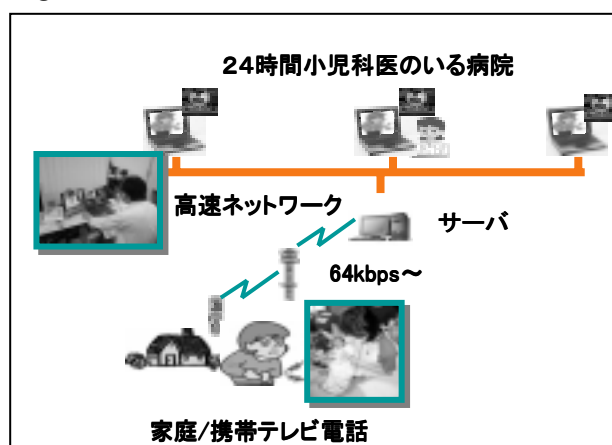 24時間小児科医のいる病院
高速ネットワーク
サーバ
64kbps～
家庭/携帯テレビ電話